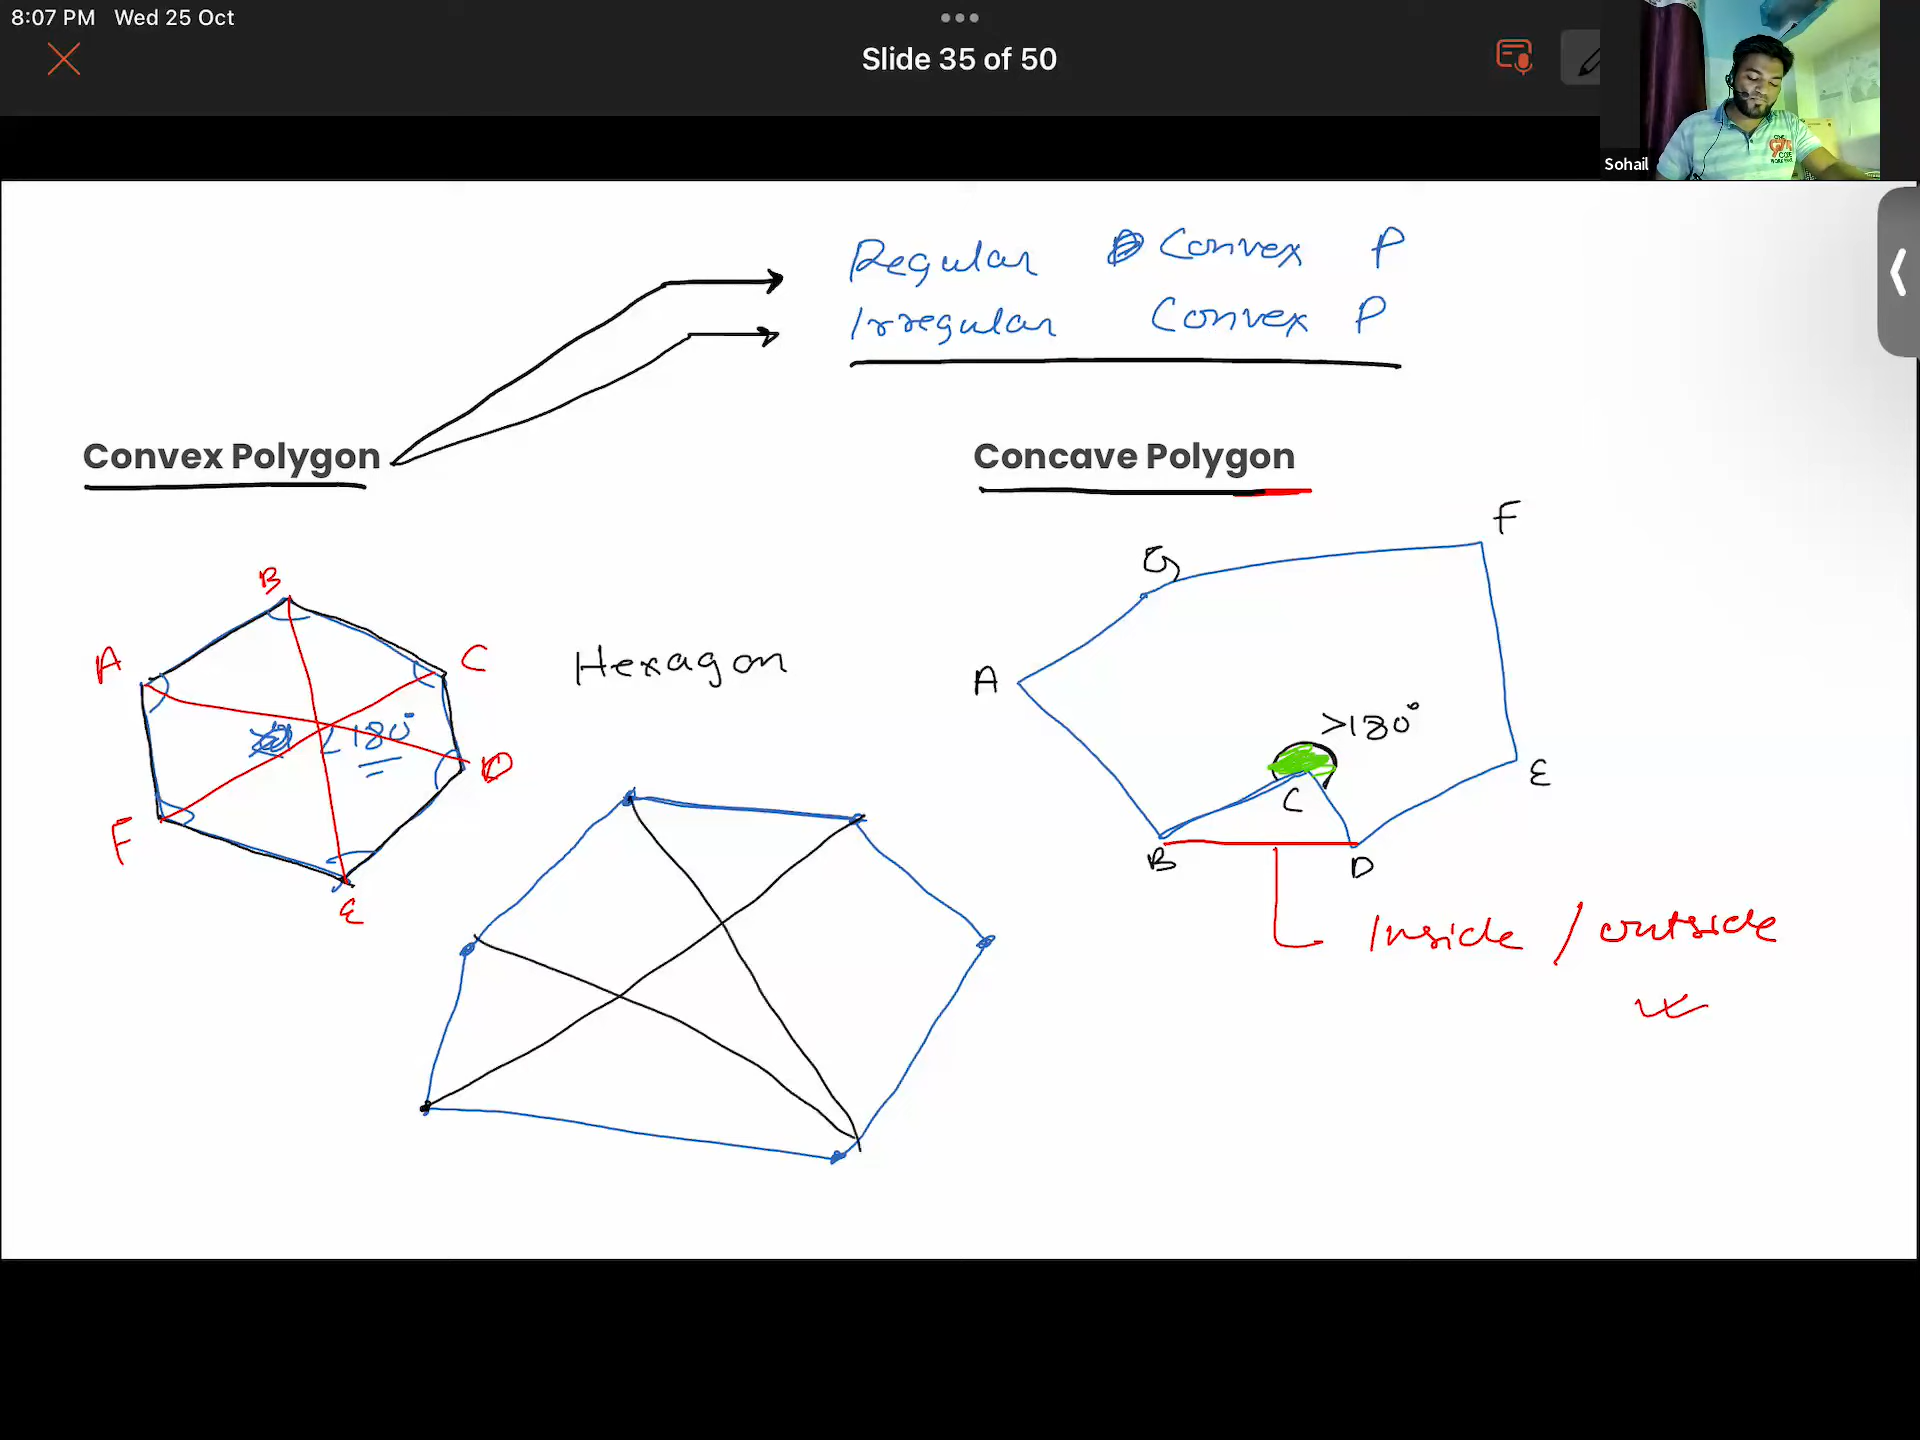 8:07 PM Wed 25 Oct
Slide 35 of 50
Sohail
Regular Convex P
Irregular Convex P
Convex Polygon
Concave Polygon
B
A
C
<180°
D
F
E
Hexagon
G
F
A
>180°
C
E
B
D
Inside / outside